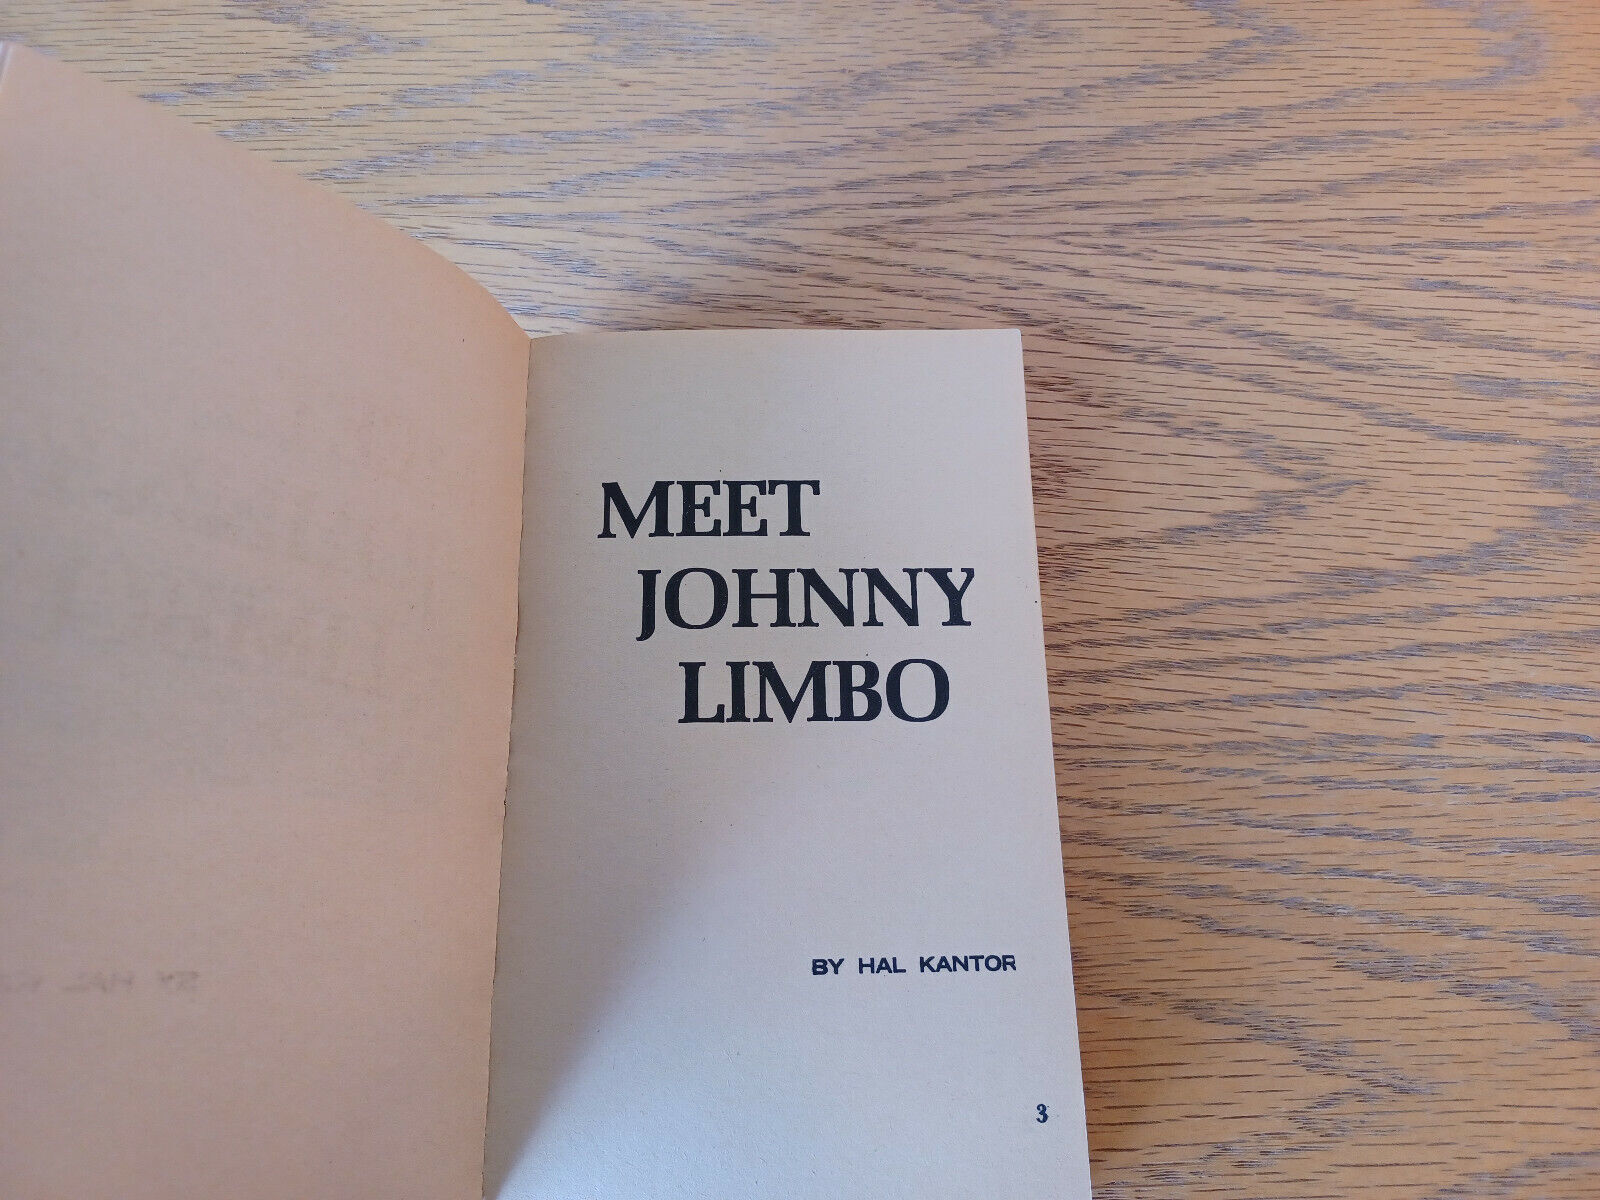 MEET
JOHNNY
LIMBO
BY HAL KANTOR
3